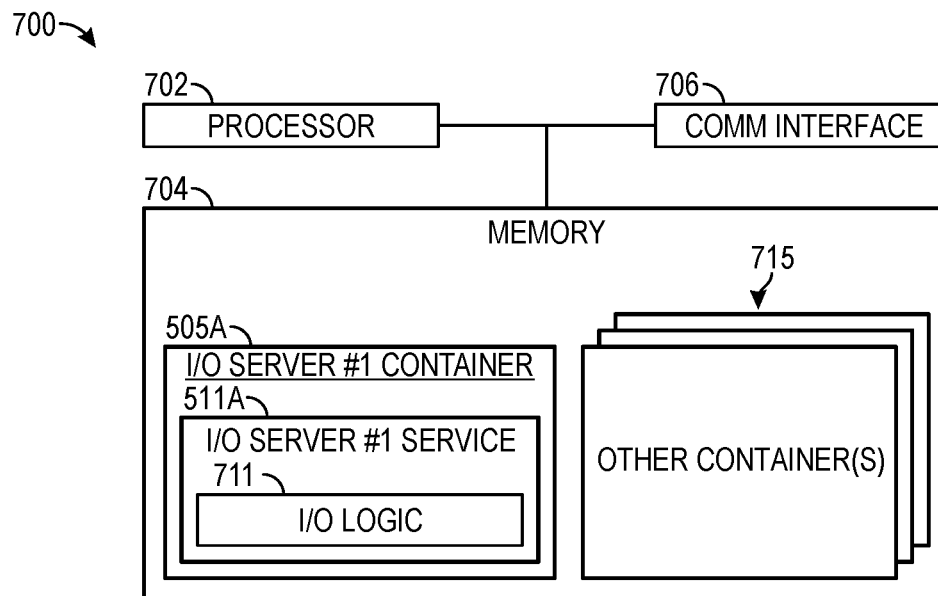 700
702
706
PROCESSOR
COMM INTERFACE
704
MEMORY
715
505A
I/O SERVER #1 CONTAINER
511A
I/O SERVER #1 SERVICE
OTHER CONTAINER(S)
711
I/O LOGIC